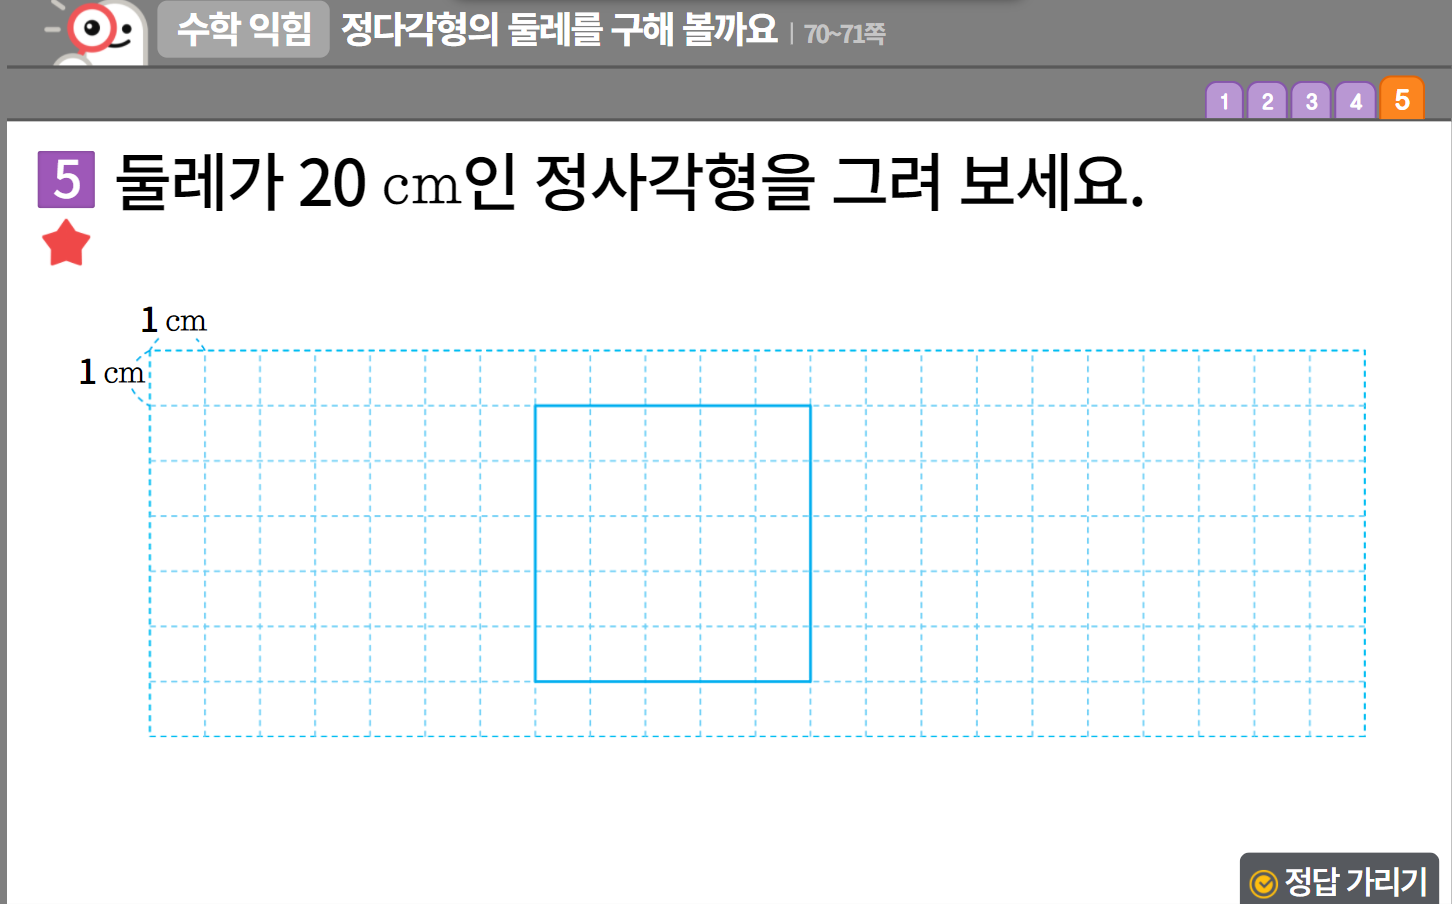 수학 익힘 정다각형의 둘레를 구해 볼까요 | 70~71쪽
1 2 3 4 5
5 둘레가 20 cm인 정사각형을 그려 보세요.
1 cm
1 cm
정답 가리기